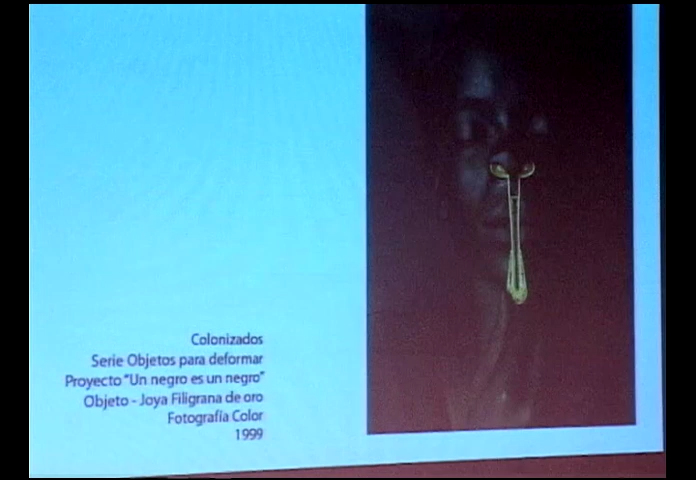 Colonizados
Serie Objetos para deformar
Proyecto "Un negro es un negro"
Objeto - Joya Filigrana de oro
Fotografía Color
1999